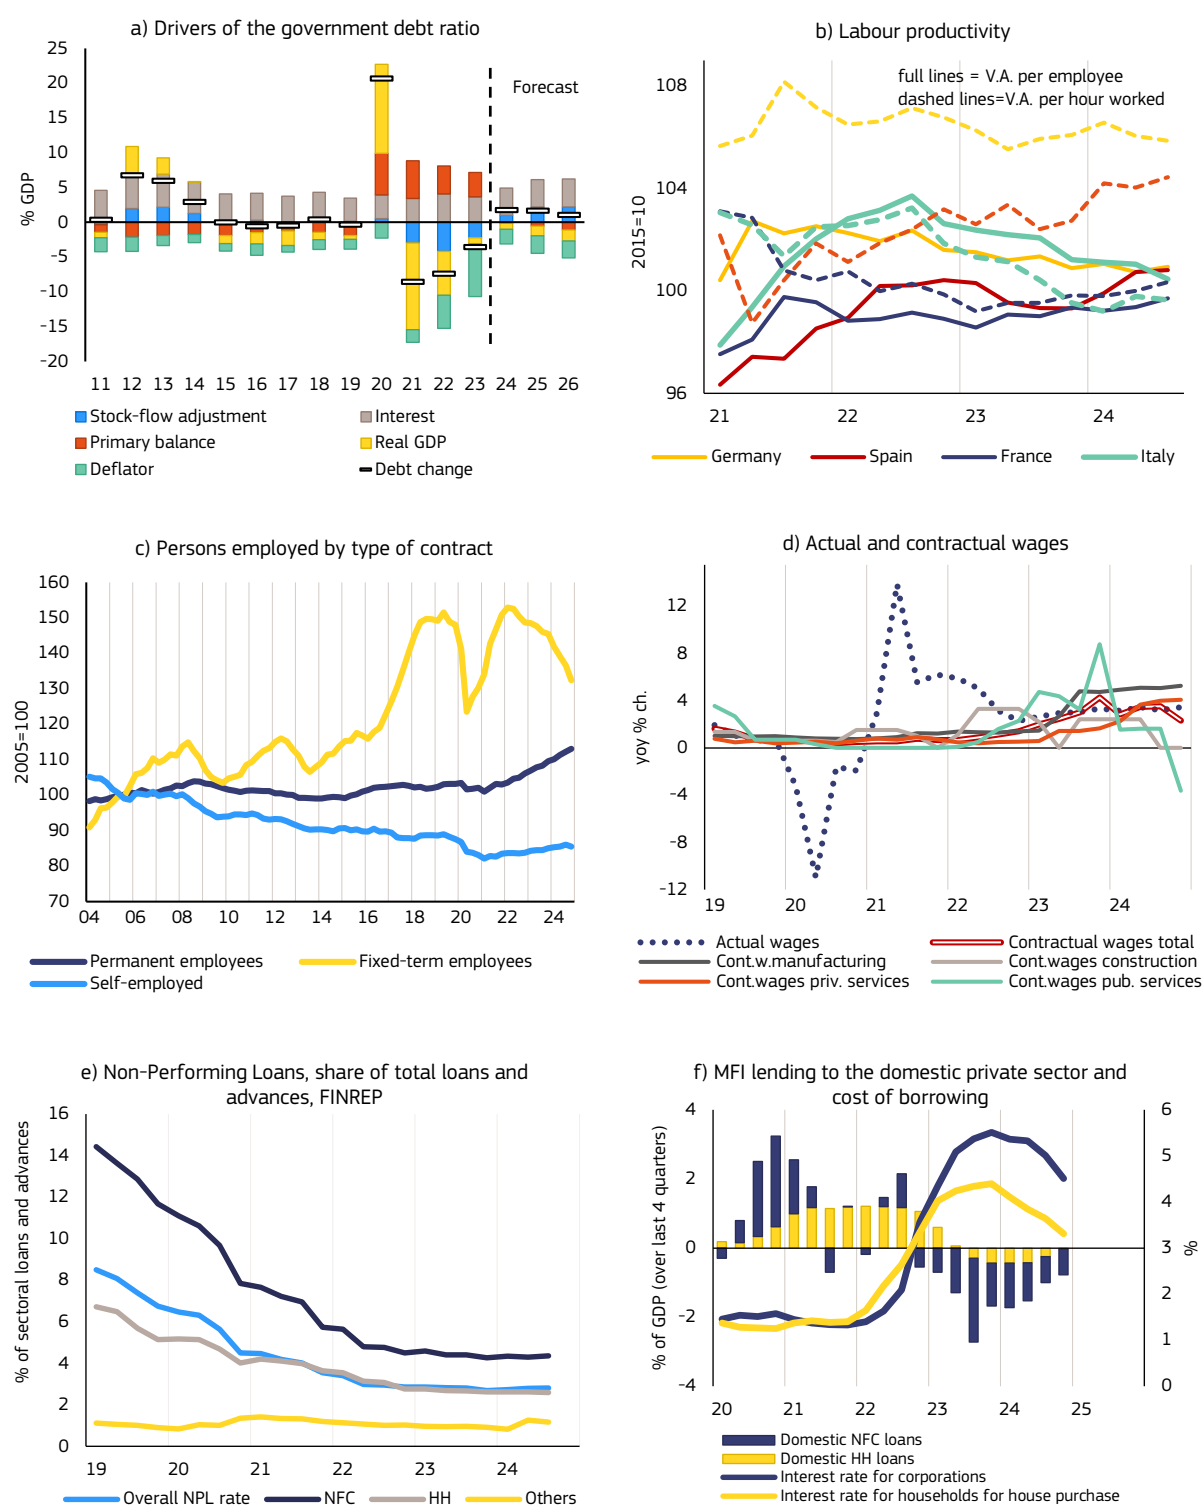 a) Drivers of the government debt ratio
25
20
15
10
5
0
-5
-10
-15
-20
% GDP
Forecast
11 12 13 14 15 16 17 18 19 20 21 22 23 24 25 26
Stock-flow adjustment
Interest
Primary balance
Real GDP
Deflator
Debt change
b) Labour productivity
full lines = V.A. per employee
dashed lines=V.A. per hour worked
108
104
100
96
2015=10
21 22 23 24
Germany Spain France Italy
c) Persons employed by type of contract
160
150
140
130
120
110
100
90
80
70
2005=100
04 06 08 10 12 14 16 18 20 22 24
Permanent employees
Fixed-term employees
Self-employed
d) Actual and contractual wages
12
8
4
0
-4
-8
-12
yoy % ch.
19 20 21 22 23 24
Actual wages
Contractual wages total
Cont.w.manufacturing
Cont.wages construction
Cont.wages priv. services
Cont.wages pub. services
e) Non-Performing Loans, share of total loans and
advances, FINREP
16
14
12
10
8
6
4
2
0
% of sectoral loans and advances
19 20 21 22 23 24
Overall NPL rate NFC HH Others
f) MFI lending to the domestic private sector and
cost of borrowing
4
2
0
-2
-4
% of GDP (over last 4 quarters)
6
5
4
3
2
1
0
%
20 21 22 23 24 25
Domestic NFC loans
Domestic HH loans
Interest rate for corporations
Interest rate for households for house purchase